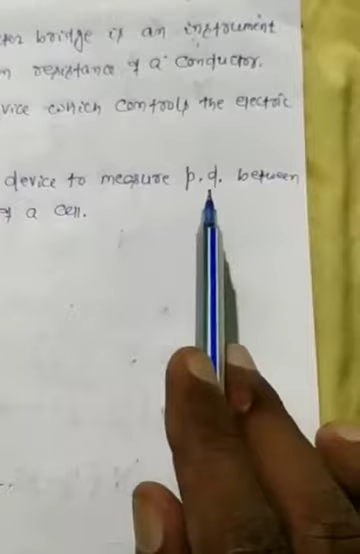 bridge is an instrument
resistance of a conductor.
vice which controls the electric
device to measure p.d. between
of a cell.